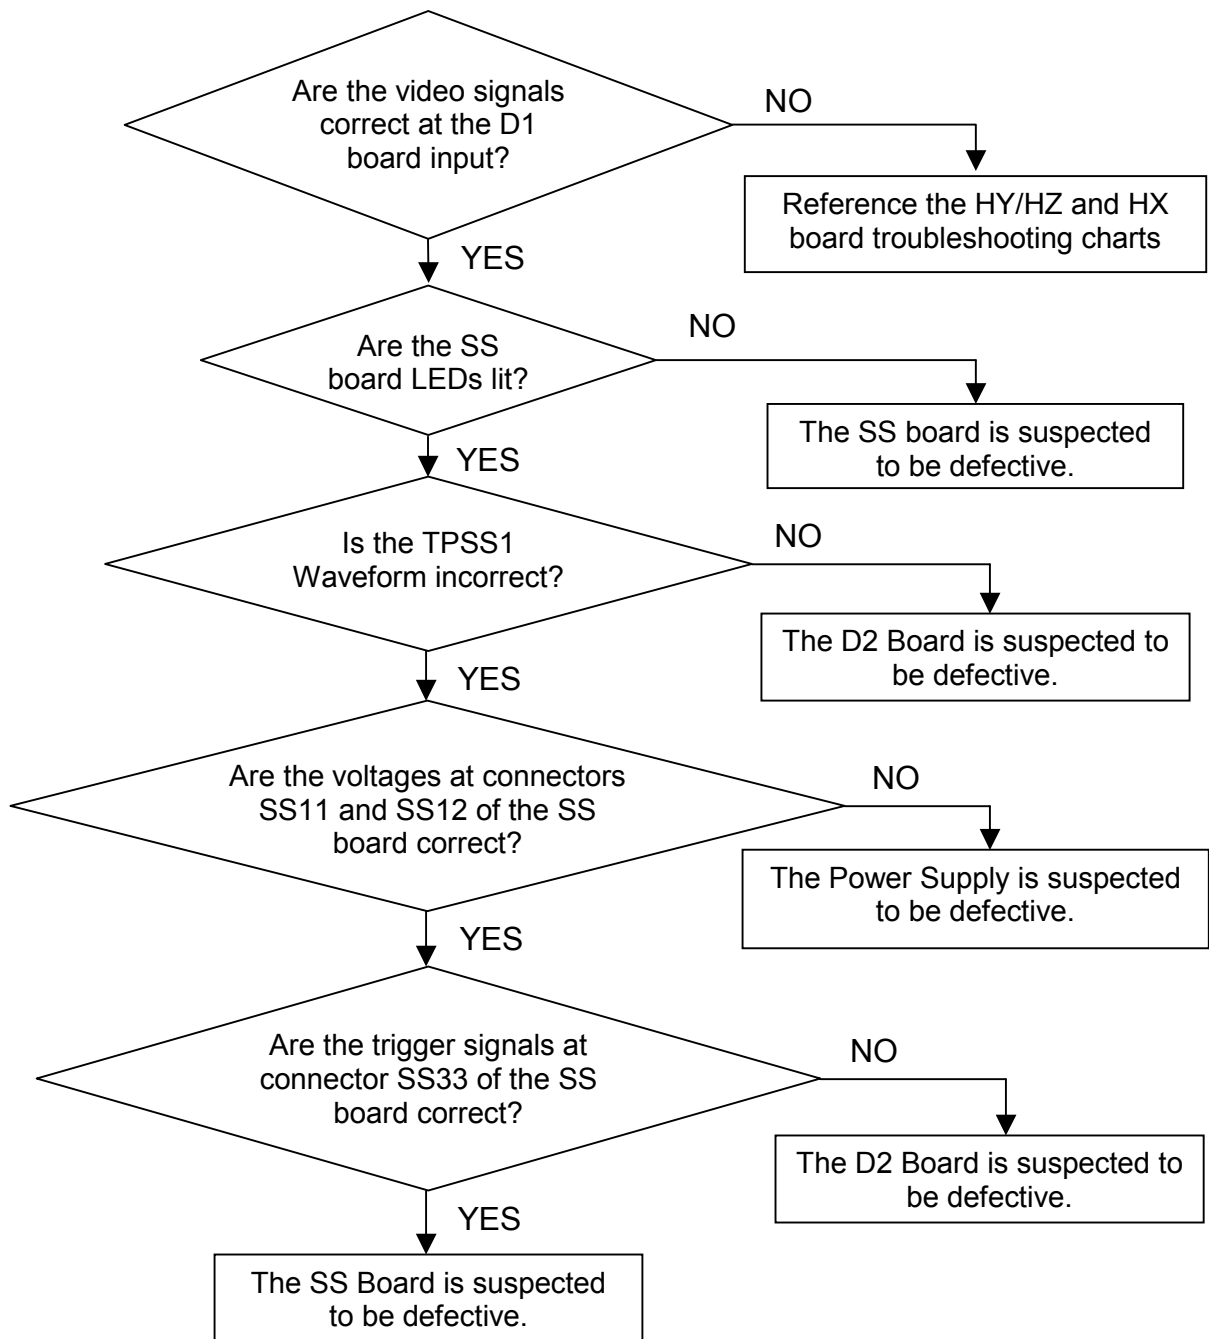 Are the video signals
correct at the D1
board input?
NO
Reference the HY/HZ and HX
board troubleshooting charts
YES
Are the SS
board LEDs lit?
NO
The SS board is suspected
to be defective.
YES
Is the TPSS1
Waveform incorrect?
NO
The D2 Board is suspected to
be defective.
YES
Are the voltages at connectors
SS11 and SS12 of the SS
board correct?
NO
The Power Supply is suspected
to be defective.
YES
Are the trigger signals at
connector SS33 of the SS
board correct?
NO
The D2 Board is suspected to
be defective.
YES
The SS Board is suspected
to be defective.